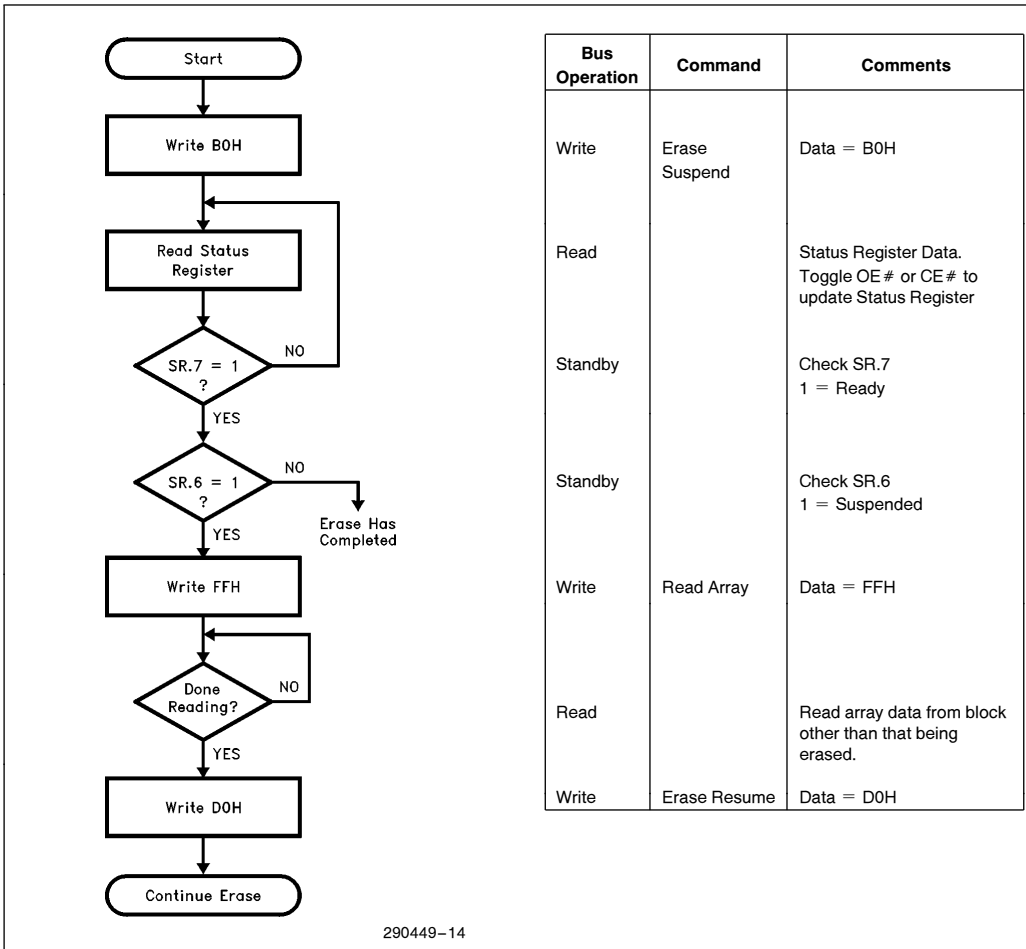 Start
Write B0H
Read Status
Register
SR.7 = 1
?
NO
YES
SR.6 = 1
?
NO
Erase Has
Completed
YES
Write FFH
Done
Reading?
NO
YES
Write D0H
Continue Erase
290449-14
Bus
Operation
Command
Comments
Write
Erase
Suspend
Data = B0H
Read
Status Register Data.
Toggle OE# or CE# to
update Status Register
Standby
Check SR.7
1 = Ready
Standby
Check SR.6
1 = Suspended
Write
Read Array
Data = FFH
Read
Read array data from block
other than that being
erased.
Write
Erase Resume
Data = D0H